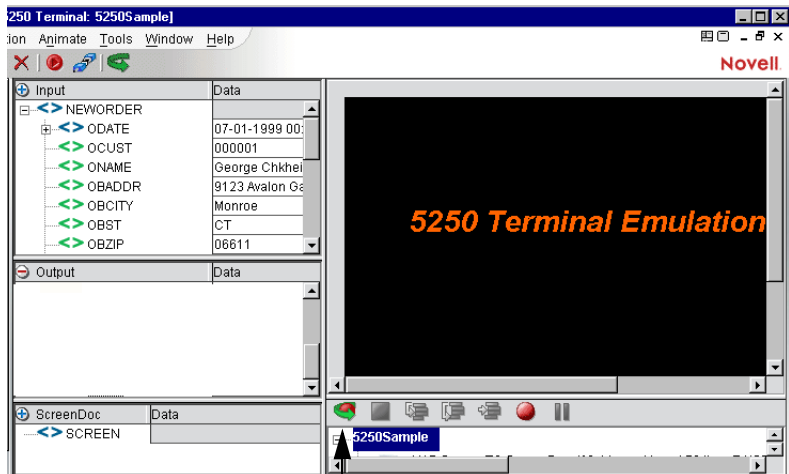 5250 Terminal: 5250Sample]
ion Animate Tools Window Help
Novell.
Input Data
NEWORDER
ODATE 07-01-1999 00:
OCUST 000001
ONAME George Chkhei
OBADDR 9123 Avalon Ga
OBCITY Monroe
OBST CT
OBZIP 06611
5250 Terminal Emulation
Output Data
ScreenDoc Data
SCREEN
5250Sample